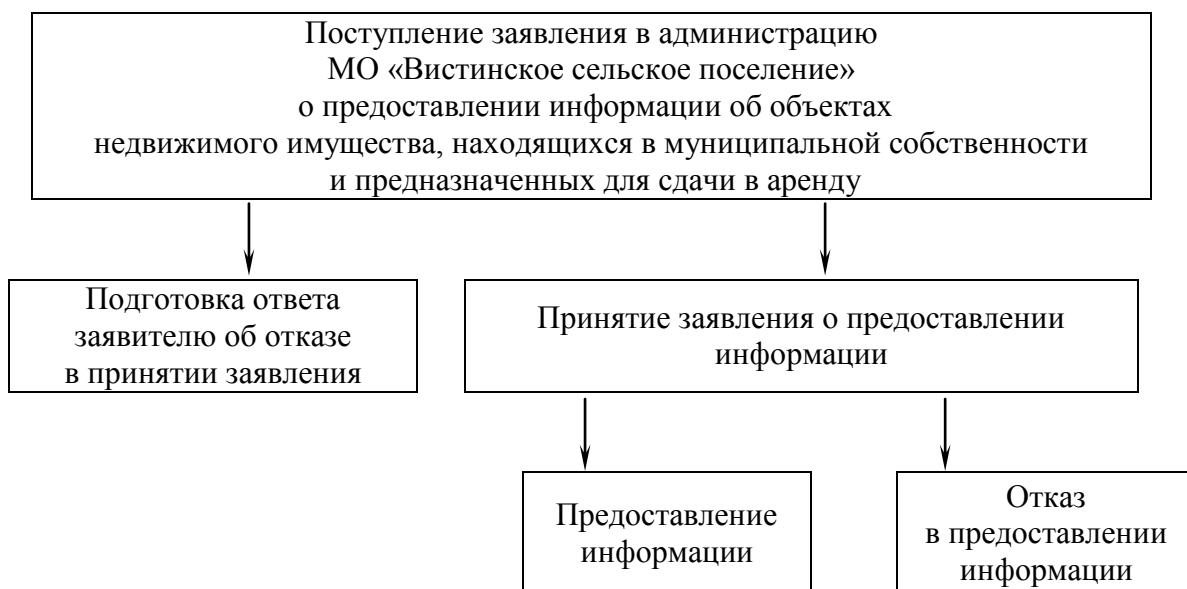 Поступление заявления в администрацию
МО «Вистинское сельское поселение»
о предоставлении информации об объектах
недвижимого имущества, находящихся в муниципальной собственности
и предназначенных для сдачи в аренду
Подготовка ответа
заявителю об отказе
в принятии заявления
Принятие заявления о предоставлении
информации
Предоставление
информации
Отказ
в предоставлении
информации